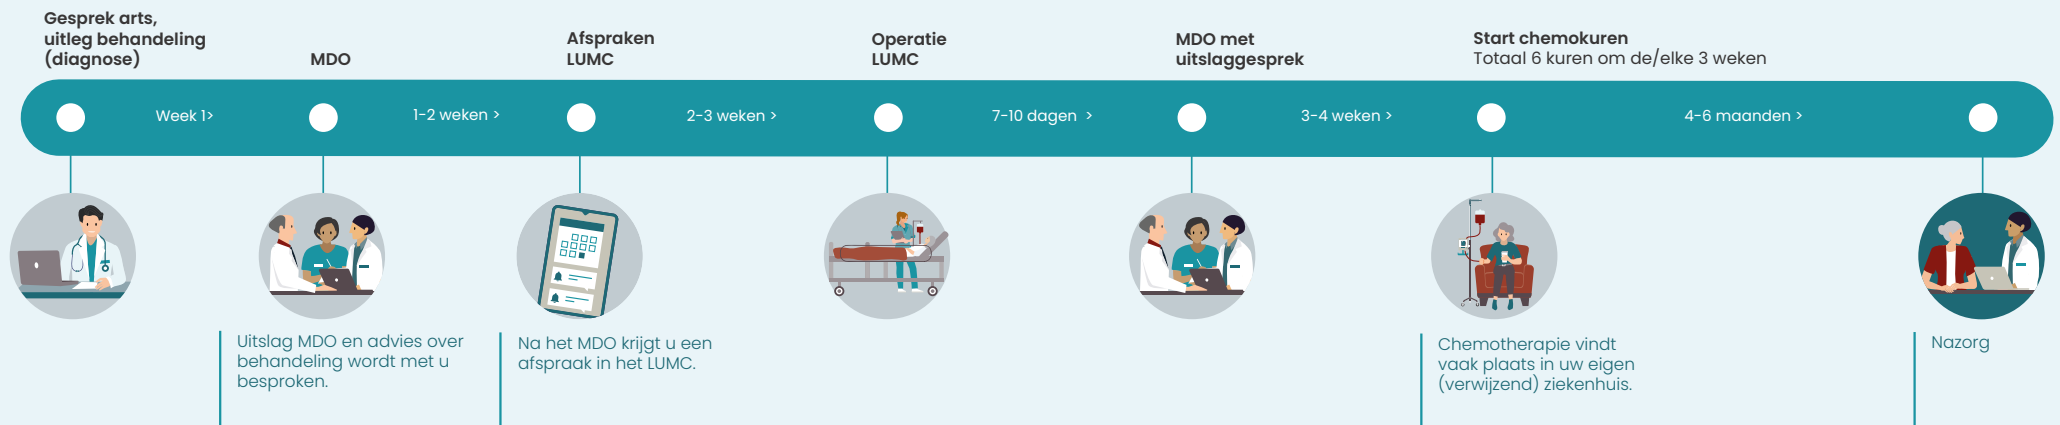 Gesprek arts,
uitleg behandeling
(diagnose)
MDO
Afspraken
LUMC
Operatie
LUMC
MDO met
uitslaggesprek
Start chemokuren
Totaal 6 kuren om de/elke 3 weken
Week 1>
1-2 weken >
2-3 weken >
7-10 dagen >
3-4 weken >
4-6 maanden >
Uitslag MDO en advies over
behandeling wordt met u
besproken.
Na het MDO krijgt u een
afspraak in het LUMC.
Chemotherapie vindt
vaak plaats in uw eigen
(verwijzend) ziekenhuis.
Nazorg